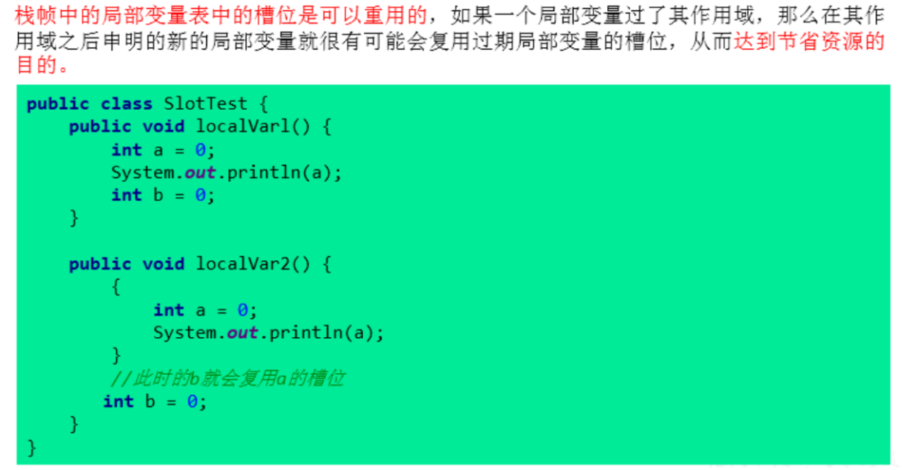 栈帧中的局部变量表中的槽位是可以重用的，如果一个局部变量过了其作用域，那么在其作
用域之后申明的新的局部变量就很有可能会复用过期局部变量的槽位，从而达到节省资源的
目的。
public class SlotTest {
    public void localVarl() {
        int a = 0;
        System.out.println(a);
        int b = 0;
    }
    public void localVar2() {
        {
            int a = 0;
            System.out.println(a);
        }
        //此时的b就会复用a的槽位
        int b = 0;
    }
}